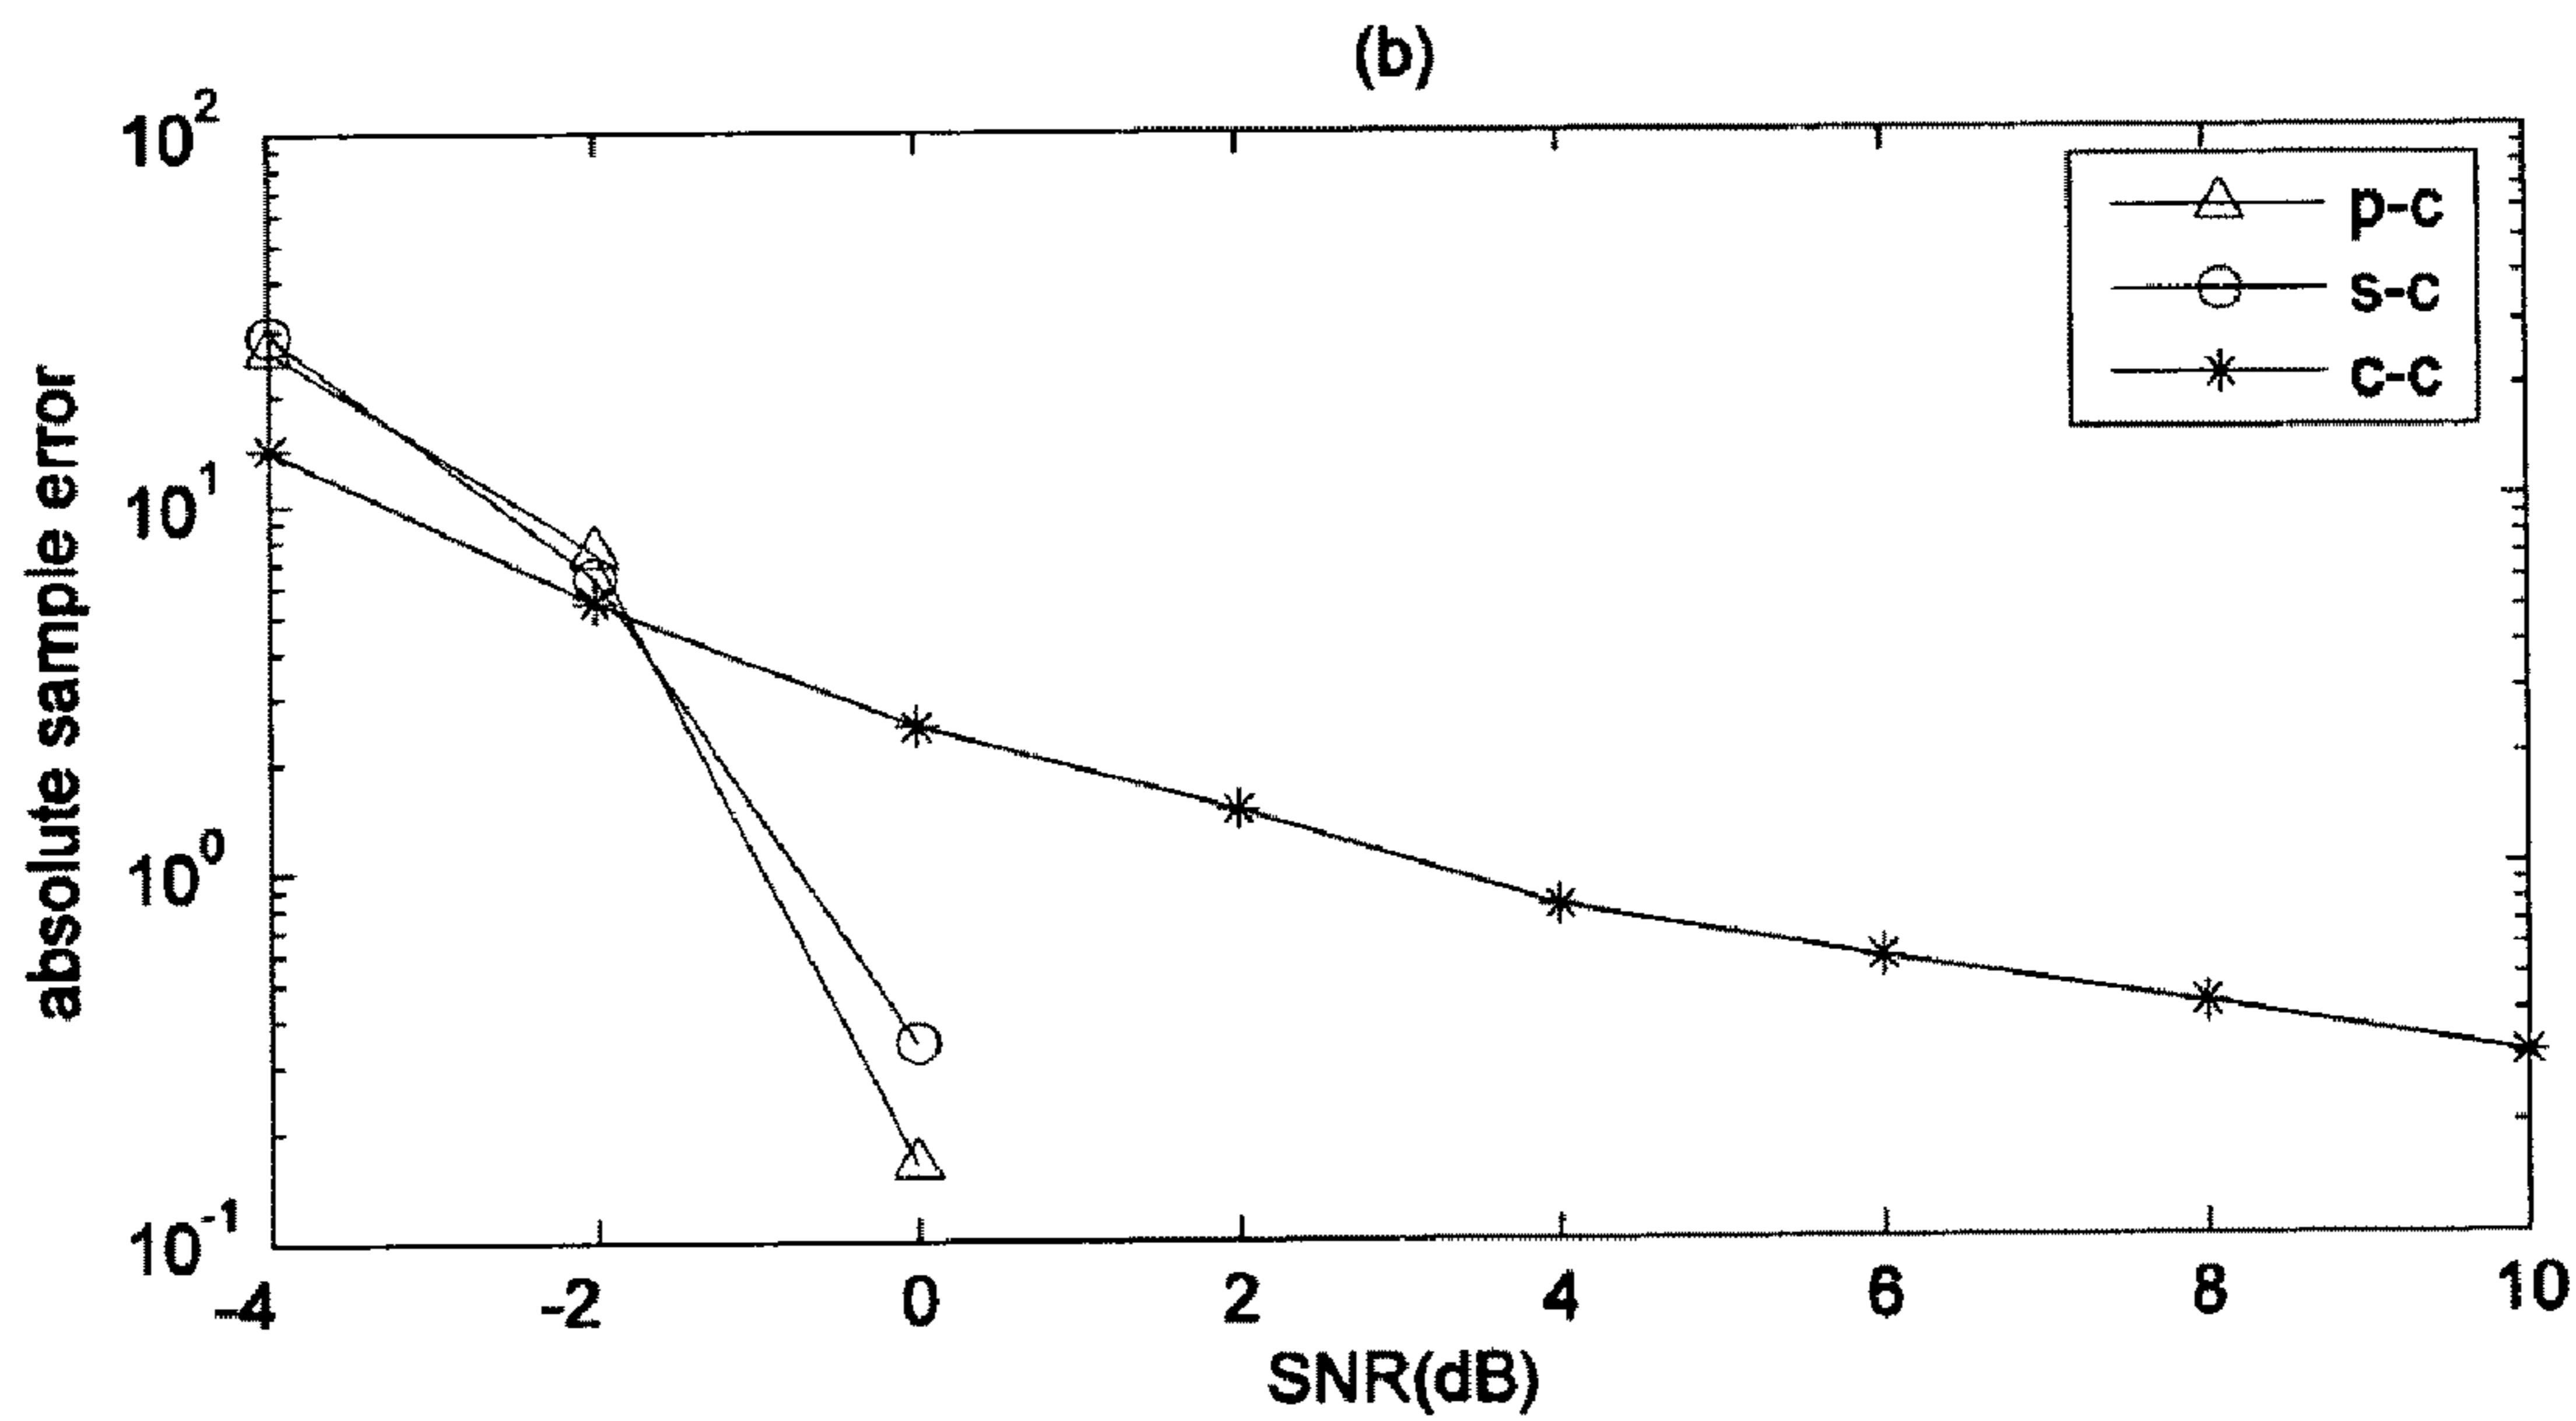 (b)
10^2
10^1
10^0
10^-1
absolute sample error
p-c
s-c
c-c
-4 -2 0 2 4 6 8 10
SNR(dB)